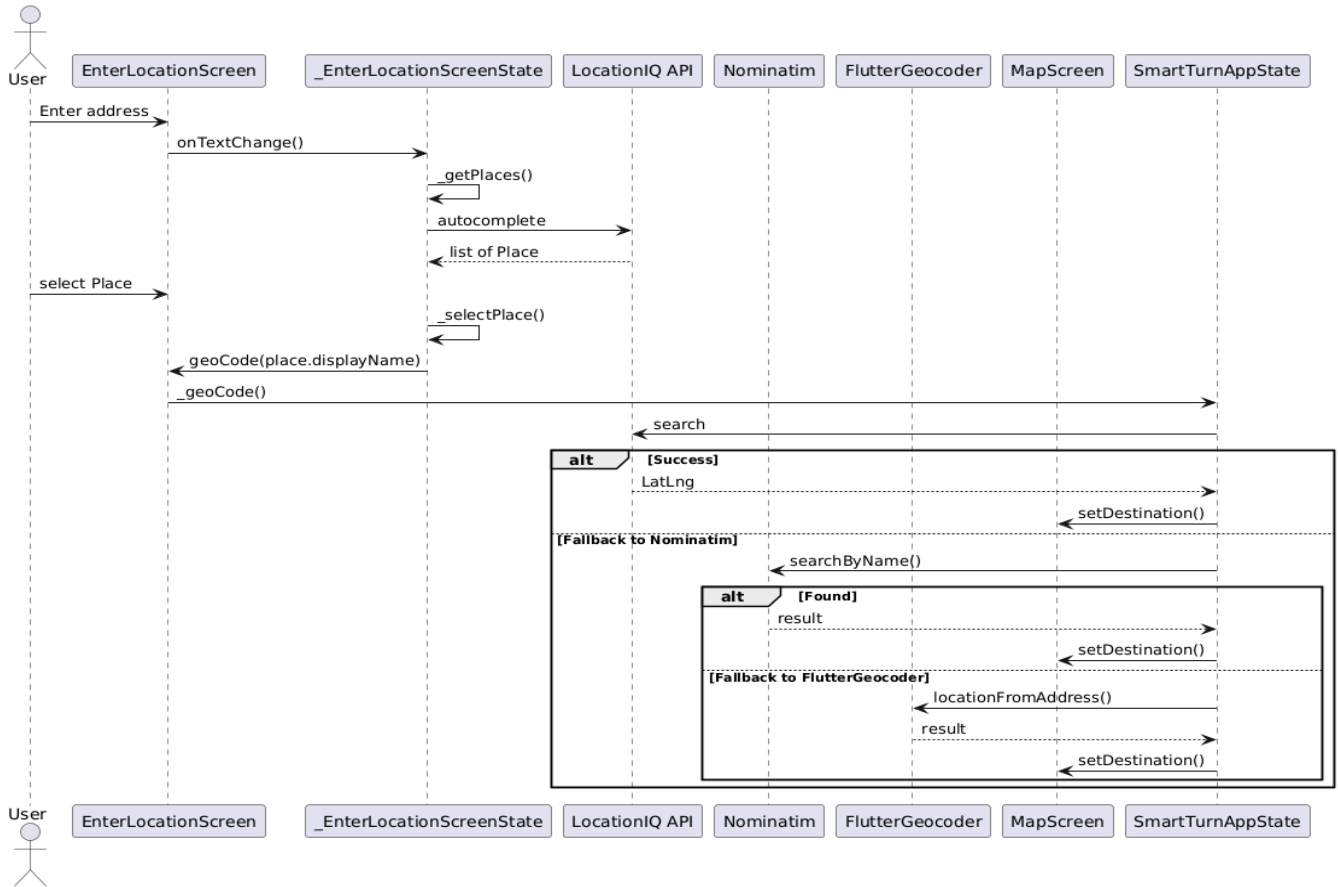 User
EnterLocationScreen
_EnterLocationScreenState
LocationIQ API
Nominatim
FlutterGeocoder
MapScreen
SmartTurnAppState
Enter address
onTextChange()
_getPlaces()
autocomplete
list of Place
select Place
_selectPlace()
geoCode(place.displayName)
_geoCode()
search
alt
[Success]
LatLng
setDestination()
[Fallback to Nominatim]
searchByName()
alt
[Found]
result
setDestination()
[Fallback to FlutterGeocoder]
locationFromAddress()
result
setDestination()
User
EnterLocationScreen
_EnterLocationScreenState
LocationIQ API
Nominatim
FlutterGeocoder
MapScreen
SmartTurnAppState